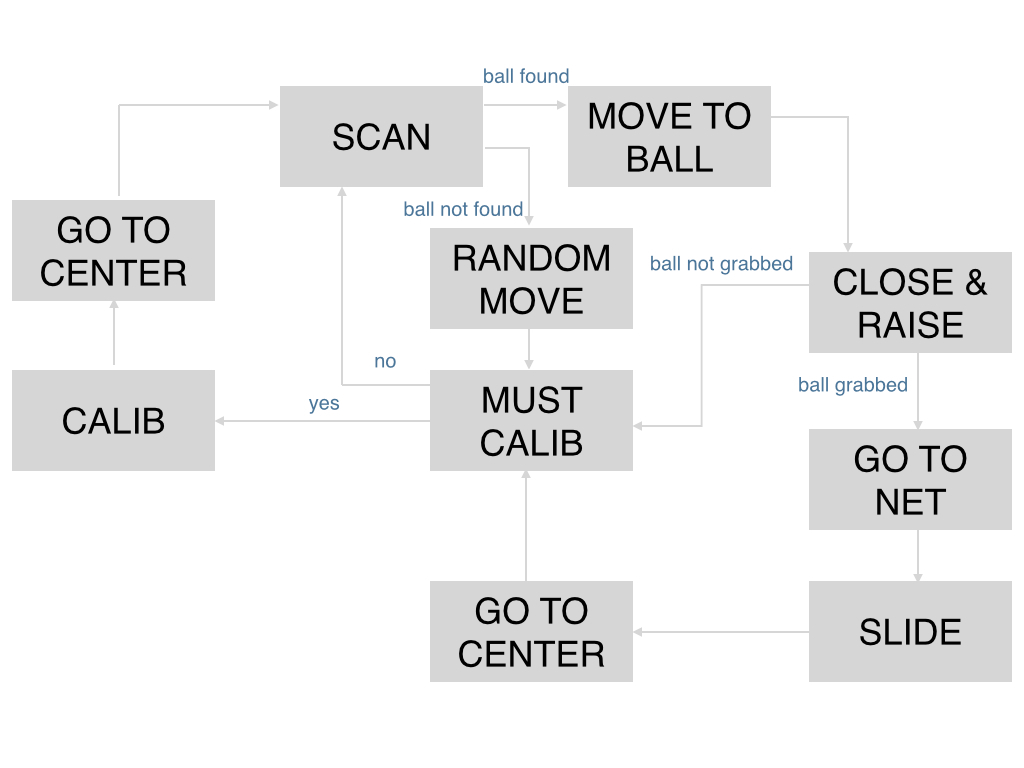 ball found
SCAN
MOVE TO
BALL
ball not found
GO TO
CENTER
RANDOM
MOVE
ball not grabbed
CLOSE &
RAISE
no
yes
CALIB
MUST
CALIB
ball grabbed
GO TO
NET
GO TO
CENTER
SLIDE